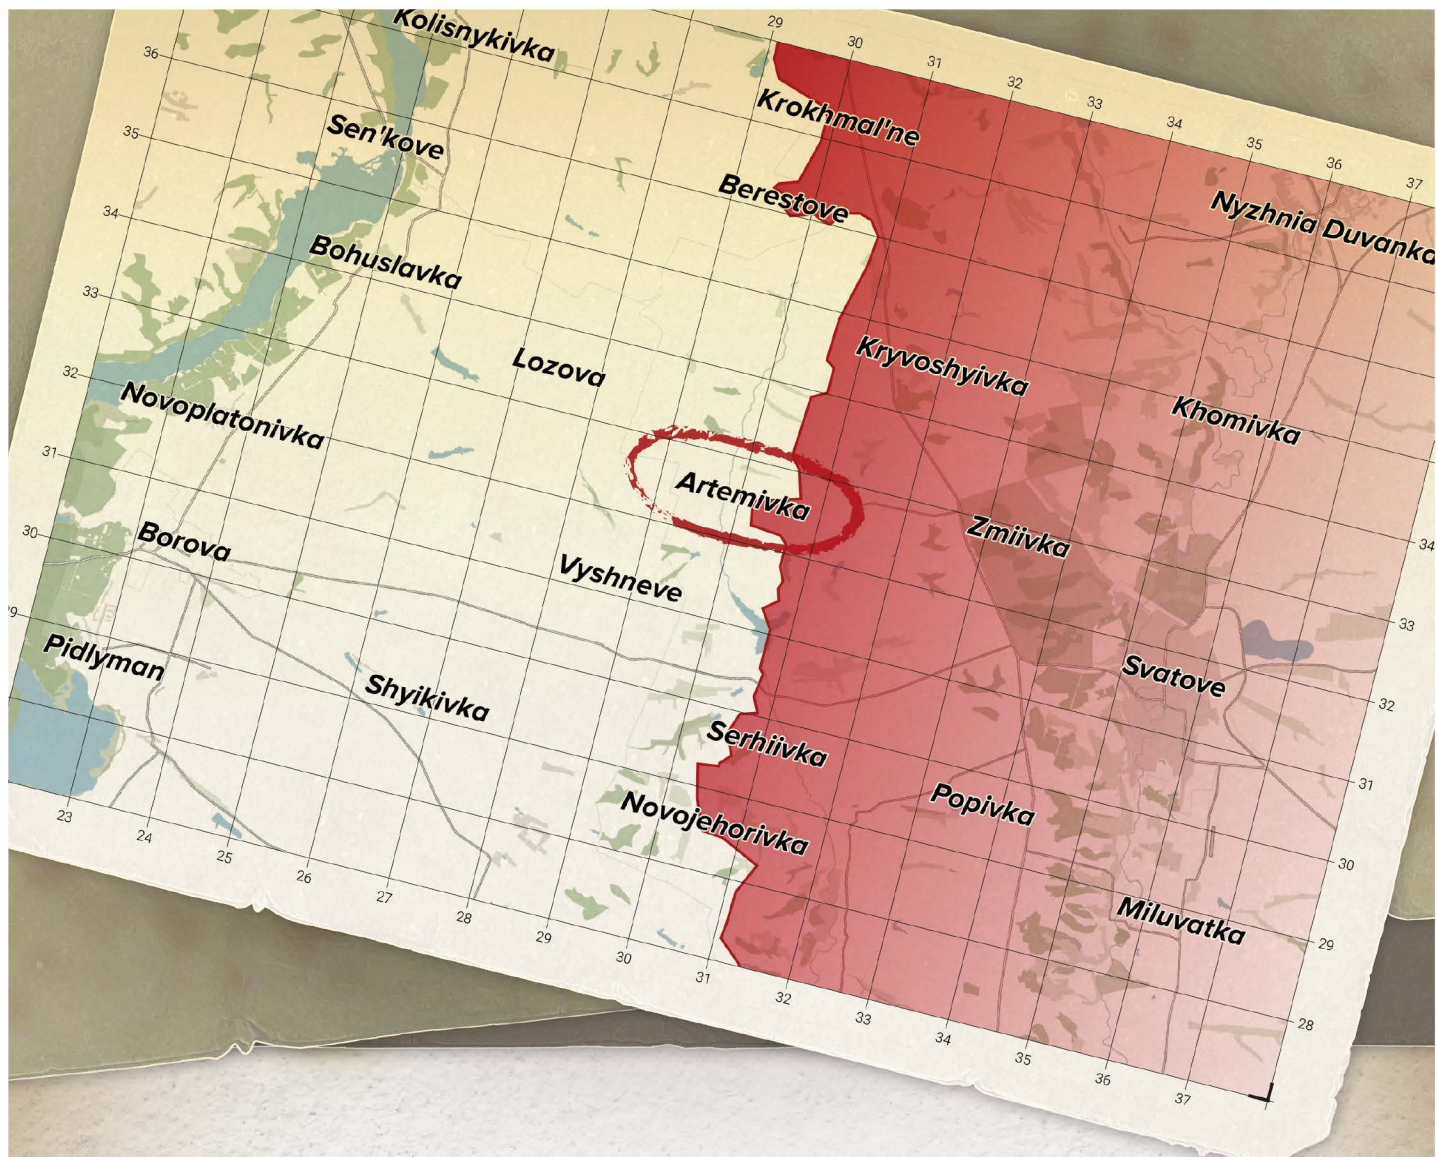 29
30
31
32
33
34
35
36
37
Kolisnykivka
36
Krokhmal'ne
Sen'kove
35
Berestove
Nyzhnia Duvanka
34
Bohuslavka
33
Lozova
Kryvoshyivka
32
Novoplatonivka
Khomivka
31
Artemivka
Zmiivka
34
30
Borova
Vyshneve
33
29
Pidlyman
Svatove
Shyikivka
32
Serhiivka
31
Novojehorivka
Popivka
30
Miluvatka
29
28
23
24
25
26
27
28
29
30
31
32
33
34
35
36
37